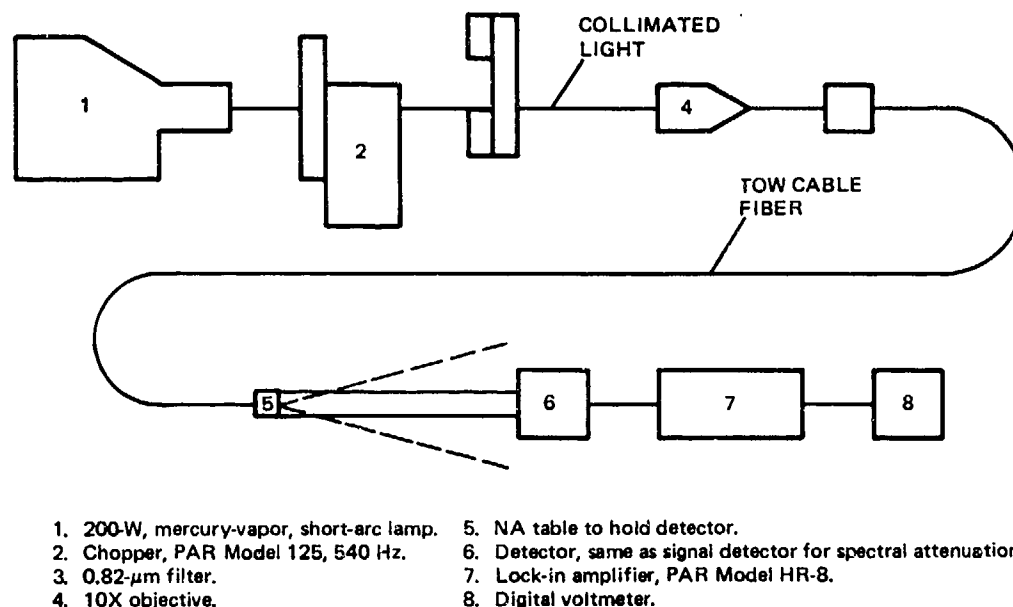 COLLIMATED
LIGHT
1
2
4
TOW CABLE
FIBER
5
6
7
8
1. 200-W, mercury-vapor, short-arc lamp.
2. Chopper, PAR Model 125, 540 Hz.
3. 0.82-µm filter.
4. 10X objective.
5. NA table to hold detector.
6. Detector, same as signal detector for spectral attenuation
7. Lock-in amplifier, PAR Model HR-8.
8. Digital voltmeter.